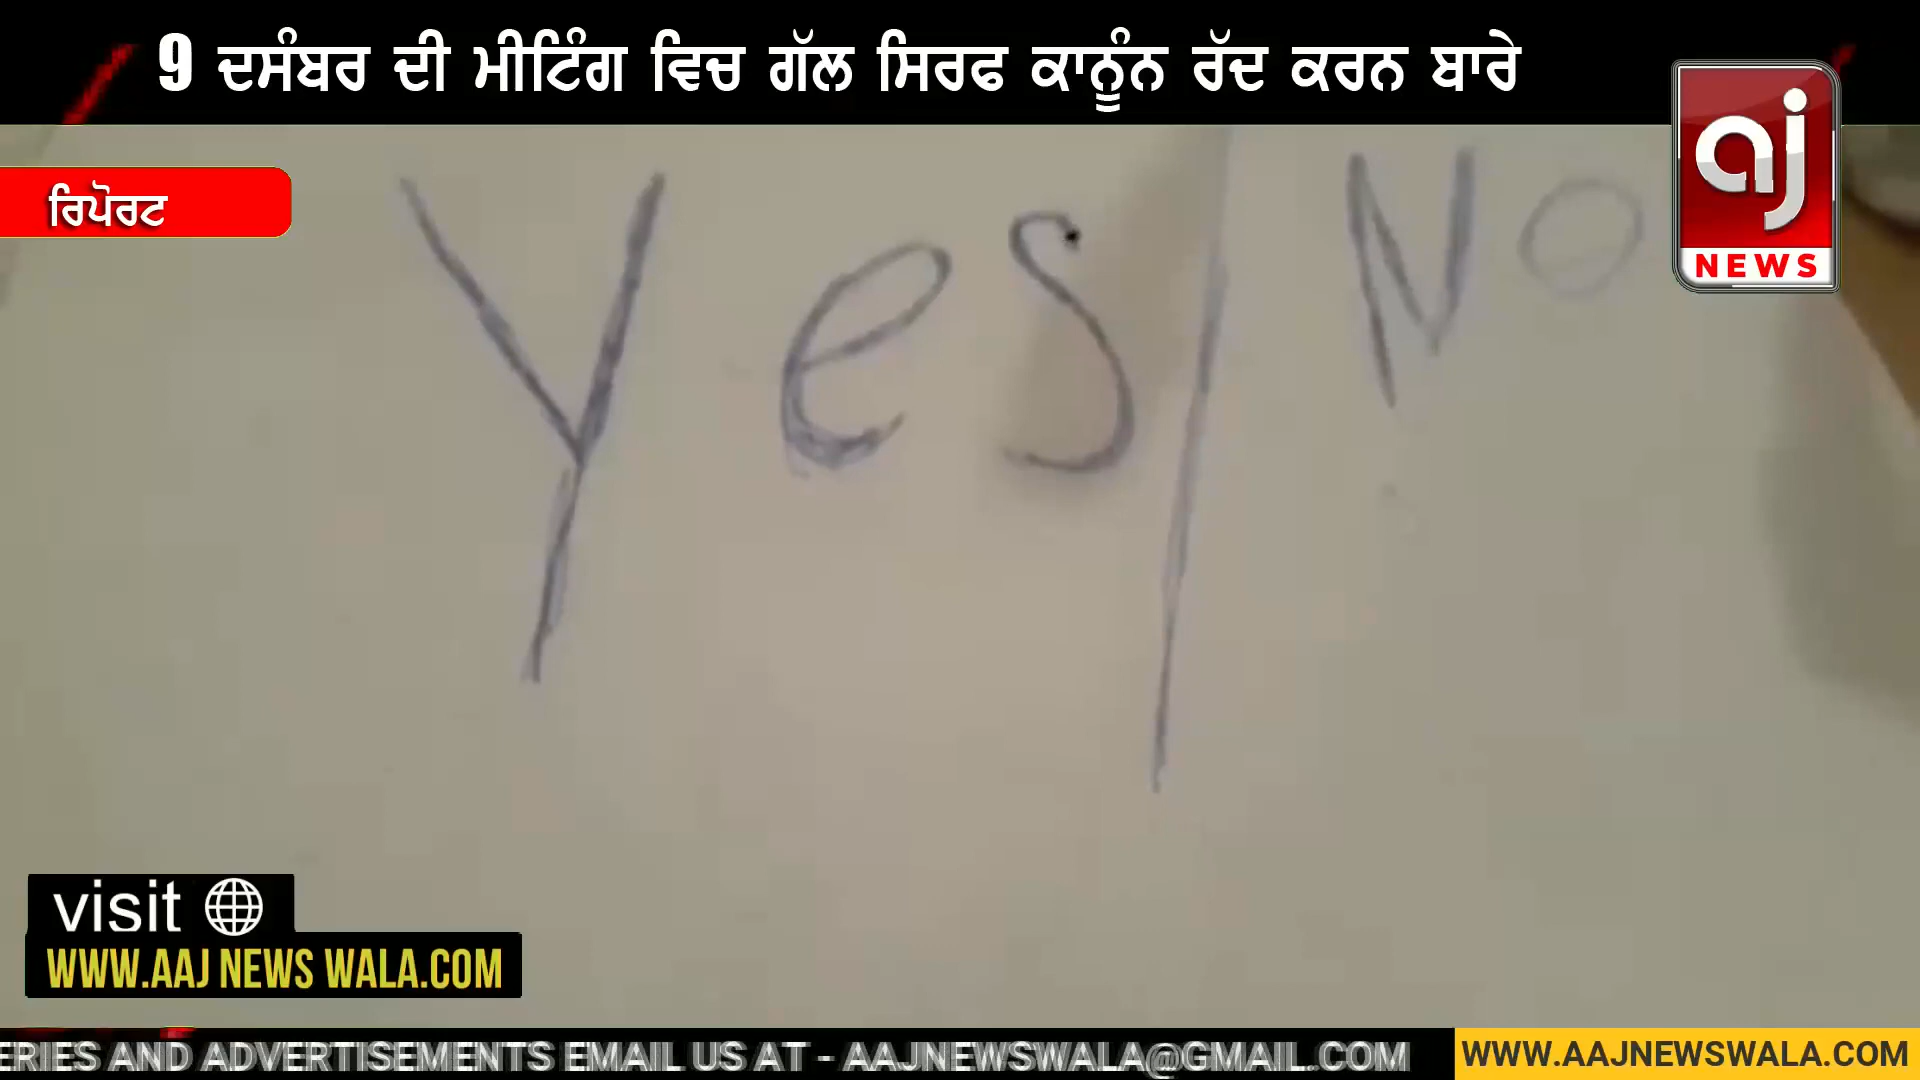 9 ਦਸੰਬਰ ਦੀ ਮੀਟਿੰਗ ਵਿਚ ਗੱਲ ਸਿਰਫ ਕਾਨੂੰਨ ਰੱਦ ਕਰਨ ਬਾਰੇ
aj
NEWS
ਰਿਪੋਰਟ
Yes/No
visit
WWW.AAJ NEWS WALA.COM
ERIES AND ADVERTISEMENTS EMAIL US AT - AAJNEWSWALA@GMAIL.COM
WWW.AAJNEWSWALA.COM